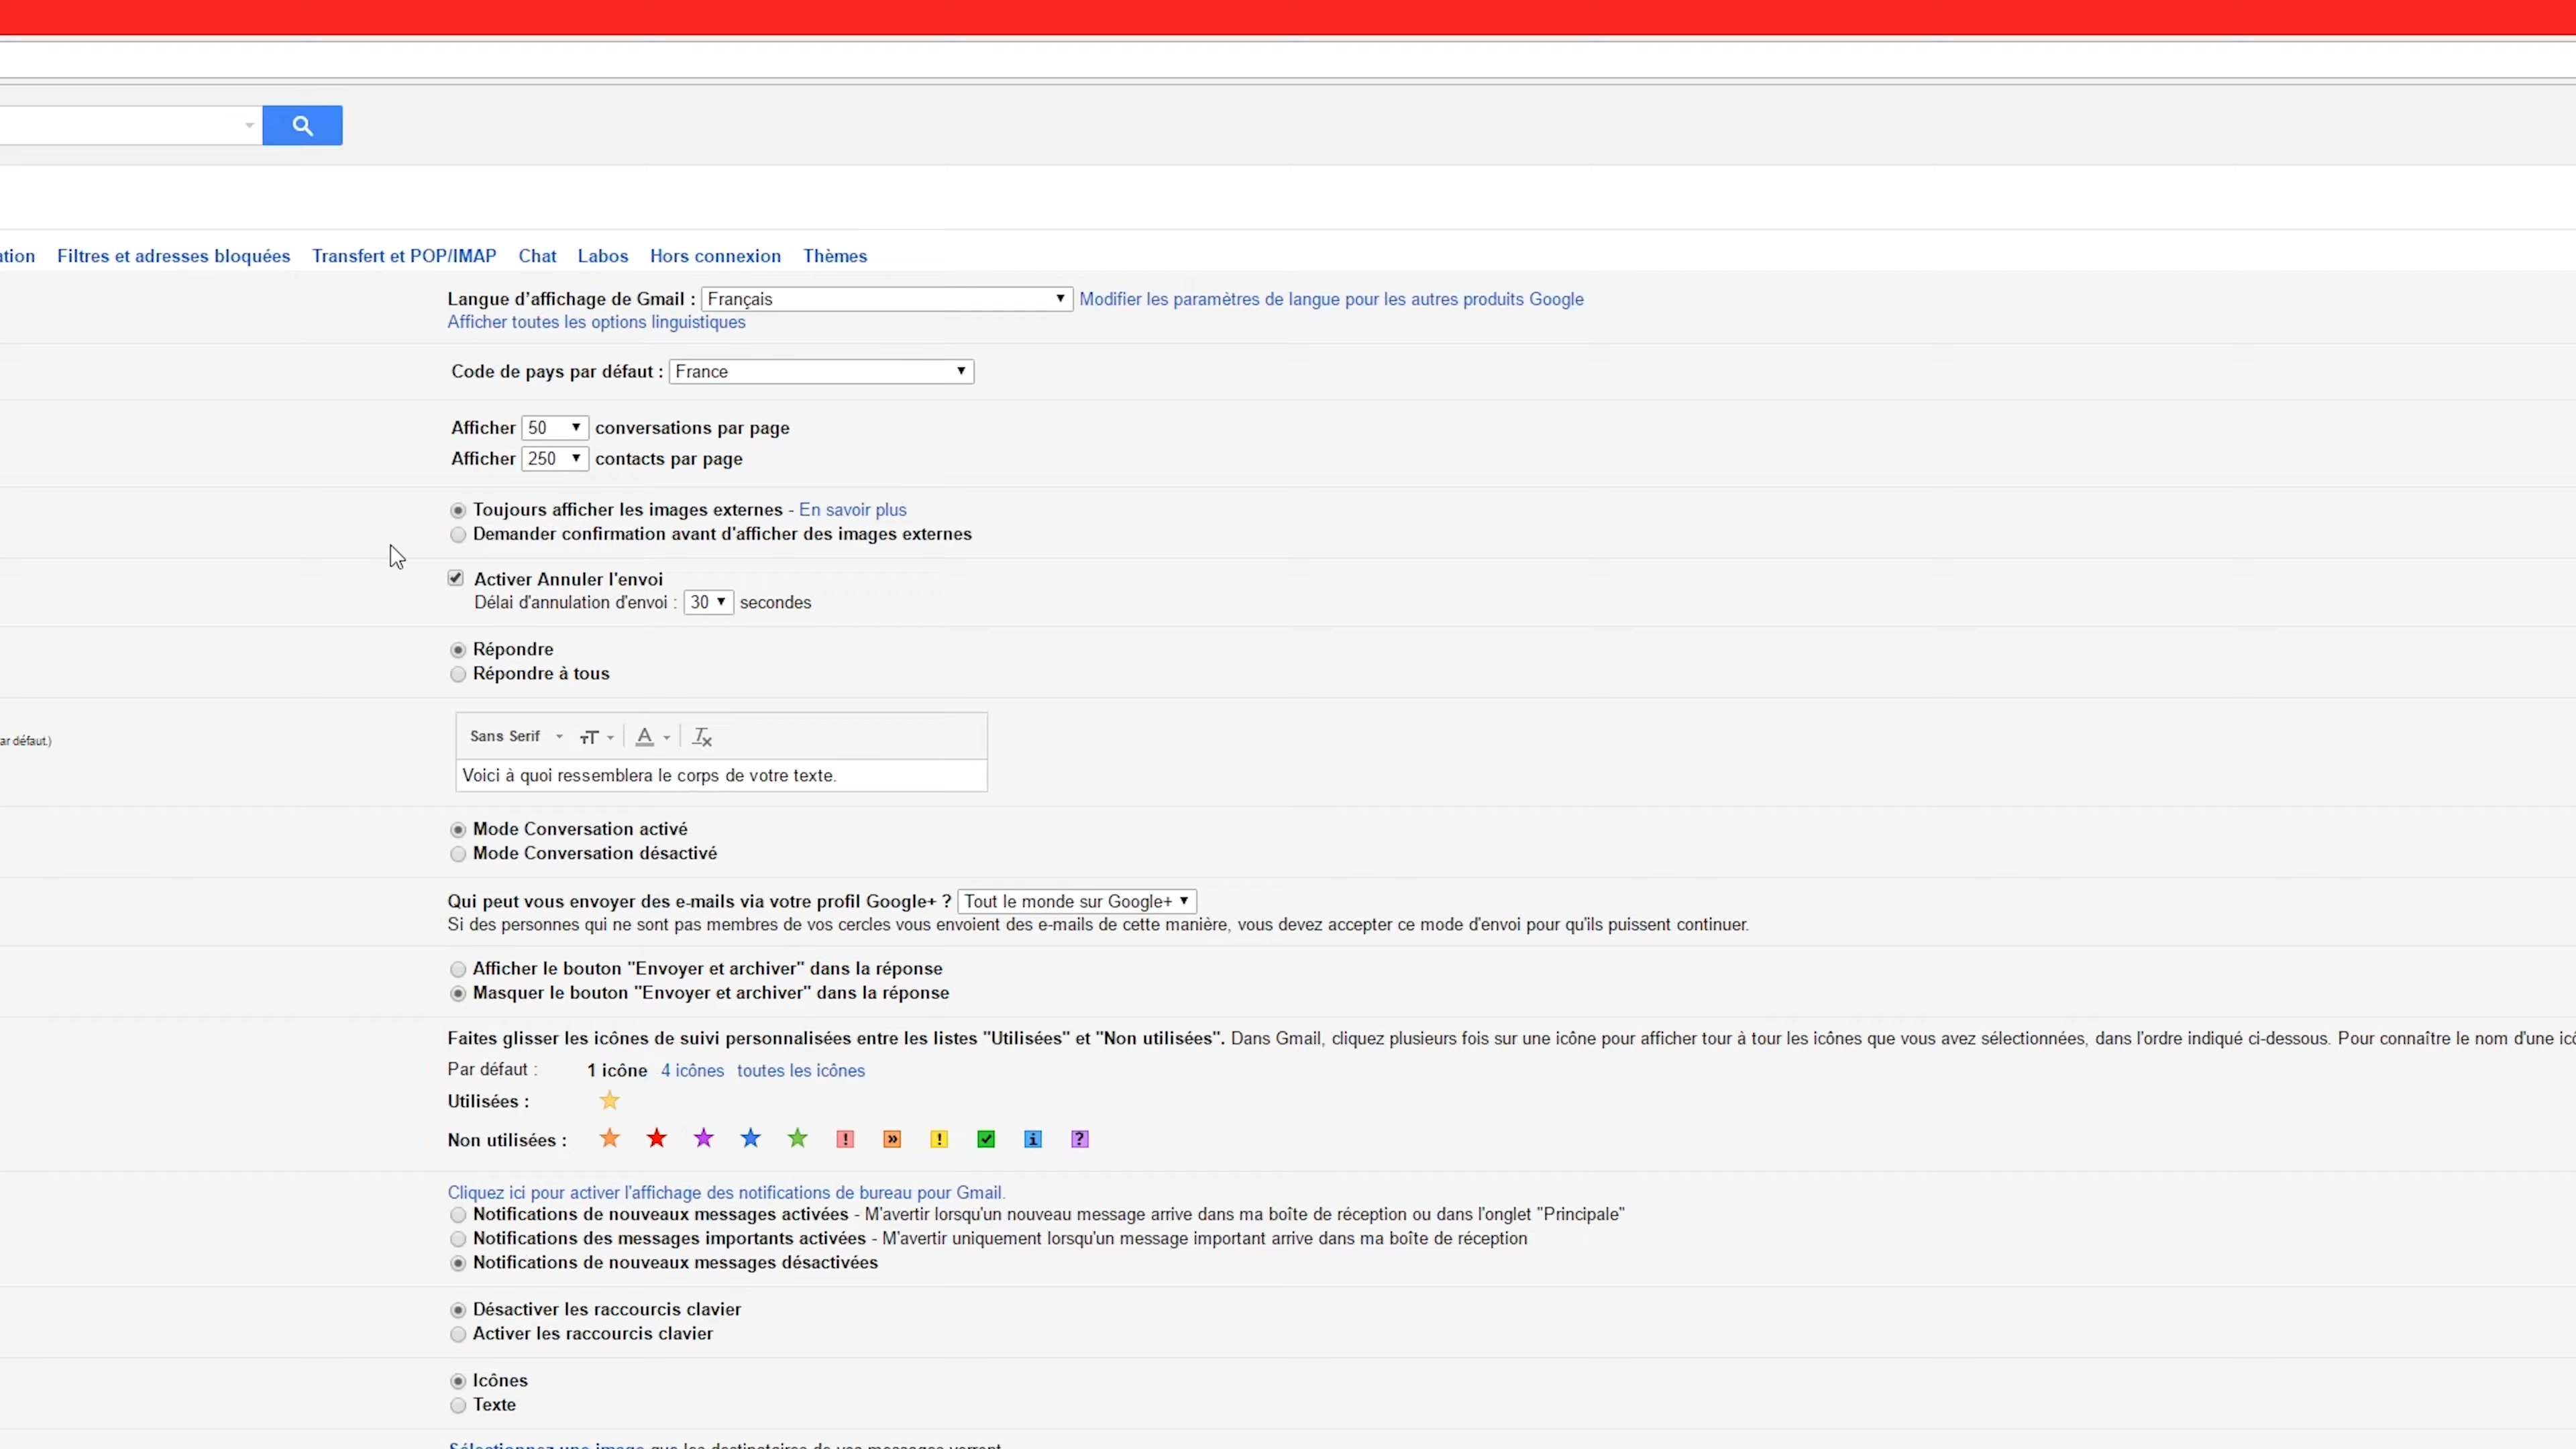 tion Filtres et adresses bloquées Transfert et POP/IMAP Chat Labos Hors connexion Thèmes
Langue d'affichage de Gmail : Français Modifier les paramètres de langue pour les autres produits Google
Afficher toutes les options linguistiques
Code de pays par défaut : France
Afficher 50 conversations par page
Afficher 250 contacts par page
Toujours afficher les images externes - En savoir plus
Demander confirmation avant d'afficher des images externes
Activer Annuler l'envoi
Délai d'annulation d'envoi : 30 secondes
Répondre
Répondre à tous
Sans Serif
ar défaut.)
Voici à quoi ressemblera le corps de votre texte.
Mode Conversation activé
Mode Conversation désactivé
Qui peut vous envoyer des e-mails via votre profil Google+ ? Tout le monde sur Google+
Si des personnes qui ne sont pas membres de vos cercles vous envoient des e-mails de cette manière, vous devez accepter ce mode d'envoi pour qu'ils puissent continuer.
Afficher le bouton "Envoyer et archiver" dans la réponse
Masquer le bouton "Envoyer et archiver" dans la réponse
Faites glisser les icônes de suivi personnalisées entre les listes "Utilisées" et "Non utilisées". Dans Gmail, cliquez plusieurs fois sur une icône pour afficher tour à tour les icônes que vous avez sélectionnées, dans l'ordre indiqué ci-dessous. Pour connaître le nom d'une icô
Par défaut : 1 icône 4 icônes toutes les icônes
Utilisées :
Non utilisées :
Cliquez ici pour activer l'affichage des notifications de bureau pour Gmail.
Notifications de nouveaux messages activées - M'avertir lorsqu'un nouveau message arrive dans ma boîte de réception ou dans l'onglet "Principale"
Notifications des messages importants activées - M'avertir uniquement lorsqu'un message important arrive dans ma boîte de réception
Notifications de nouveaux messages désactivées
Désactiver les raccourcis clavier
Activer les raccourcis clavier
Icônes
Texte
Sélectionnez une image que les destinataires de vos messages verront